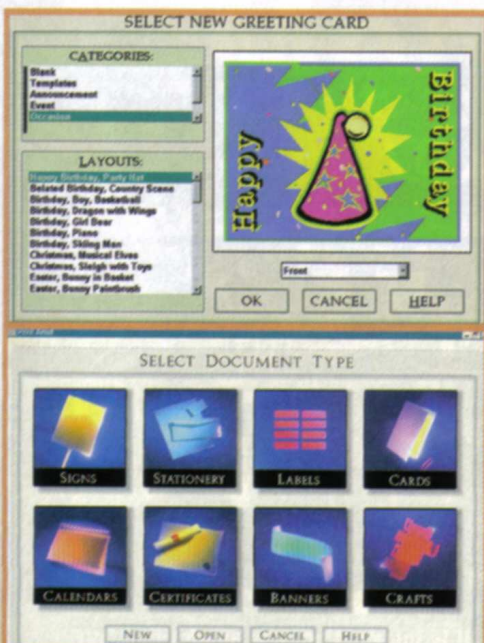 SELECT NEW GREETING CARD
CATEGORIES:
Blank
Templates
Announcement
Event
Occasion
LAYOUTS:
Happy Birthday, Party Hat
Belated Birthday, Country Scene
Birthday, Boy, Basketball
Birthday, Dragon with Wings
Birthday, Girl Bear
Birthday, Piano
Birthday, Skiing Man
Christmas, Musical Elves
Christmas, Sleigh with Toys
Easter, Bunny in Basket
Easter, Bunny Paintbrush
Happy
Birthday
Front
OK
CANCEL
HELP
SELECT DOCUMENT TYPE
SIGNS
STATIONERY
LABELS
CARDS
CALENDARS
CERTIFICATES
BANNERS
CRAFTS
NEW
OPEN
CANCEL
HELP